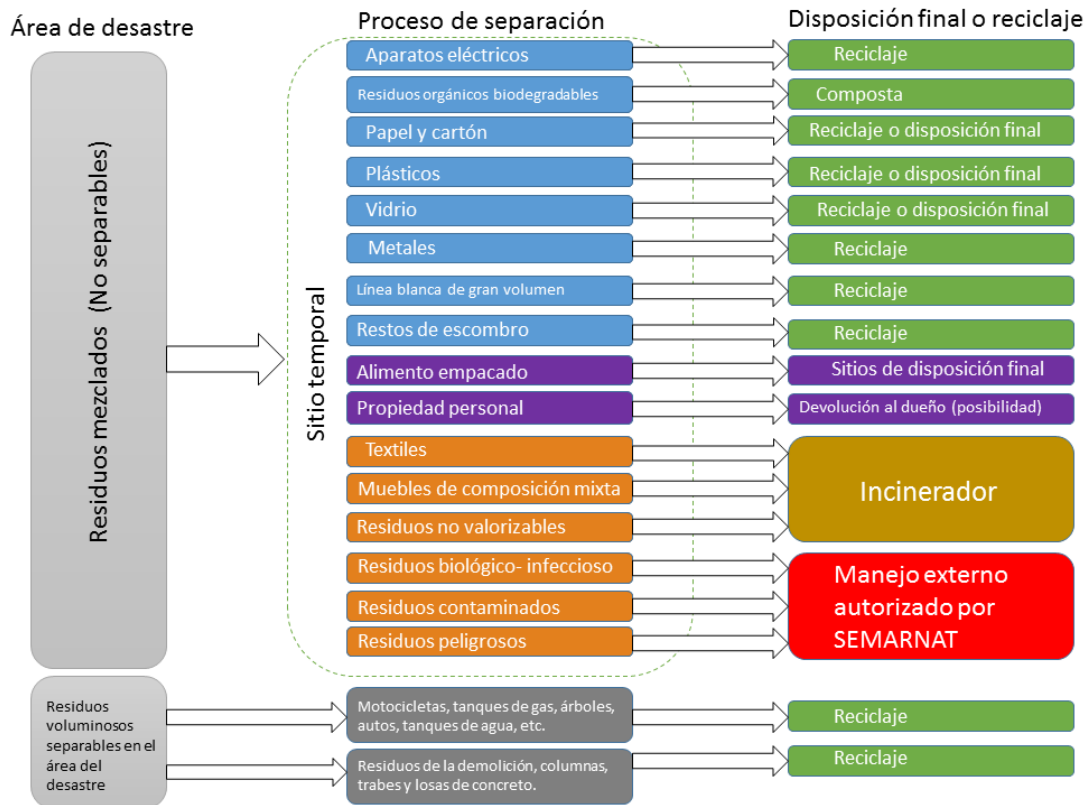 Área de desastre
Proceso de separación
Disposición final o reciclaje
Residuos mezclados (No separables)
Sitio temporal
Aparatos eléctricos
Reciclaje
Residuos orgánicos biodegradables
Composta
Papel y cartón
Reciclaje o disposición final
Plásticos
Reciclaje o disposición final
Vidrio
Reciclaje o disposición final
Metales
Reciclaje
Línea blanca de gran volumen
Reciclaje
Restos de escombro
Reciclaje
Alimento empacado
Sitios de disposición final
Propiedad personal
Devolución al dueño (posibilidad)
Textiles
Muebles de composición mixta
Residuos no valorizables
Incinerador
Residuos biológico- infeccioso
Residuos contaminados
Residuos peligrosos
Manejo externo
autorizado por
SEMARNAT
Residuos
voluminosos
separables en el
área del
desastre
Motocicletas, tanques de gas, árboles,
autos, tanques de agua, etc.
Reciclaje
Residuos de la demolición, columnas,
trabes y losas de concreto.
Reciclaje